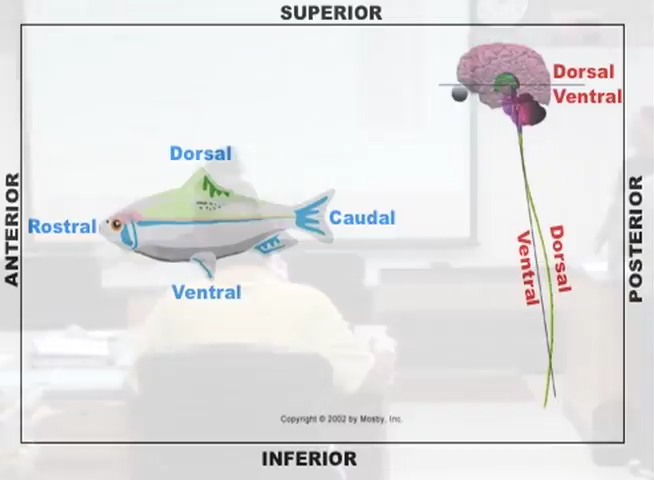 SUPERIOR
Dorsal
Ventral
Dorsal
ANTERIOR
Rostral
Caudal
POSTERIOR
Ventral
Dorsal
Ventral
Copyright © 2002 by Mosby, Inc.
INFERIOR